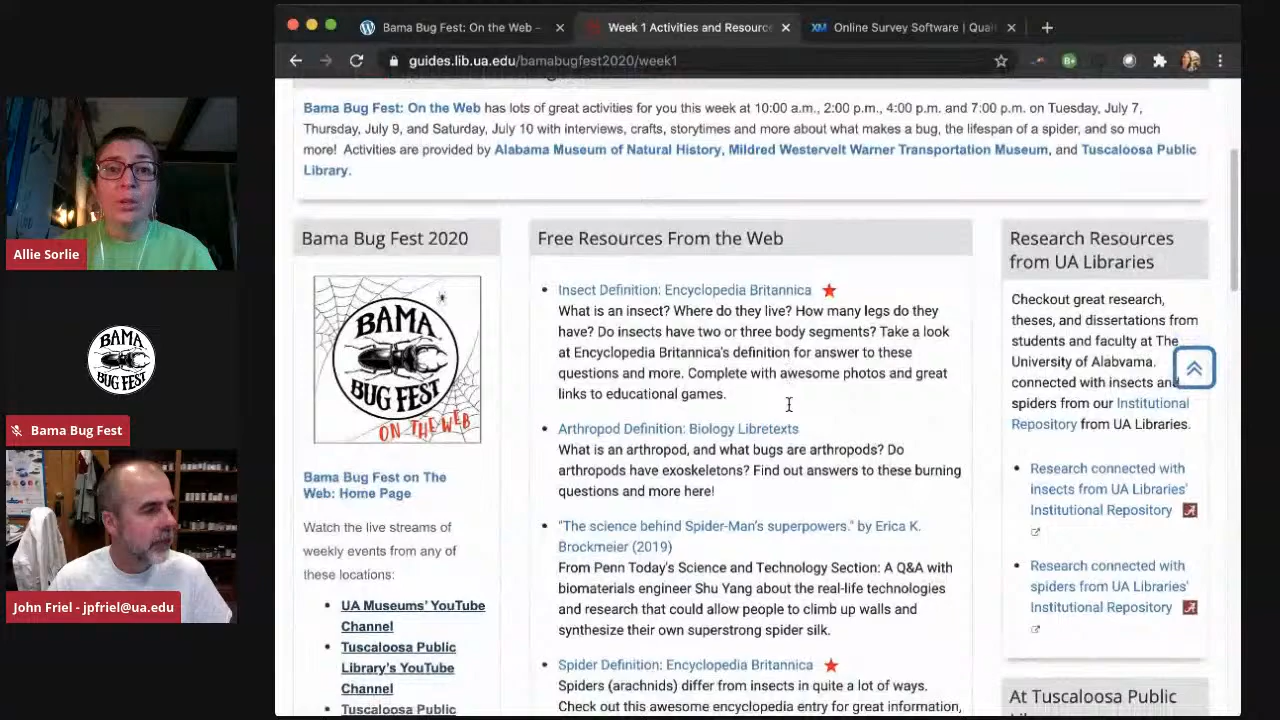 Bama Bug Fest: On the Web –
Week 1 Activities and Resourc
Online Survey Software | Qual
guides.lib.ua.edu/bamabugfest2020/week1
Bama Bug Fest: On the Web has lots of great activities for you this week at 10:00 a.m., 2:00 p.m., 4:00 p.m. and 7:00 p.m. on Tuesday, July 7,
Thursday, July 9, and Saturday, July 10 with interviews, crafts, storytimes and more about what makes a bug, the lifespan of a spider, and so much
more! Activities are provided by Alabama Museum of Natural History, Mildred Westervelt Warner Transportation Museum, and Tuscaloosa Public
Library.
Bama Bug Fest 2020
BAMA
BUG FEST
ON THE WEB
Bama Bug Fest on The
Web: Home Page
Watch the live streams of
weekly events from any of
these locations:
• UA Museums' YouTube
Channel
• Tuscaloosa Public
Library's YouTube
Channel
• Tuscaloosa Public
Free Resources From the Web
• Insect Definition: Encyclopedia Britannica
What is an insect? Where do they live? How many legs do they
have? Do insects have two or three body segments? Take a look
at Encyclopedia Britannica's definition for answer to these
questions and more. Complete with awesome photos and great
links to educational games.
• Arthropod Definition: Biology Libretexts
What is an arthropod, and what bugs are arthropods? Do
arthropods have exoskeletons? Find out answers to these burning
questions and more here!
• "The science behind Spider-Man's superpowers." by Erica K.
Brockmeier (2019)
From Penn Today's Science and Technology Section: A Q&A with
biomaterials engineer Shu Yang about the real-life technologies
and research that could allow people to climb up walls and
synthesize their own superstrong spider silk.
• Spider Definition: Encyclopedia Britannica
Spiders (arachnids) differ from insects in quite a lot of ways.
Check out this awesome encyclopedia entry for great information,
Research Resources
from UA Libraries
Checkout great research,
theses, and dissertations from
students and faculty at The
University of Alabvama.
connected with insects and
spiders from our Institutional
Repository from UA Libraries.
• Research connected with
insects from UA Libraries'
Institutional Repository
• Research connected with
spiders from UA Libraries'
Institutional Repository
At Tuscaloosa Public
Allie Sorlie
BAMA
BUG FEST
Bama Bug Fest
John Friel - jpfriel@ua.edu